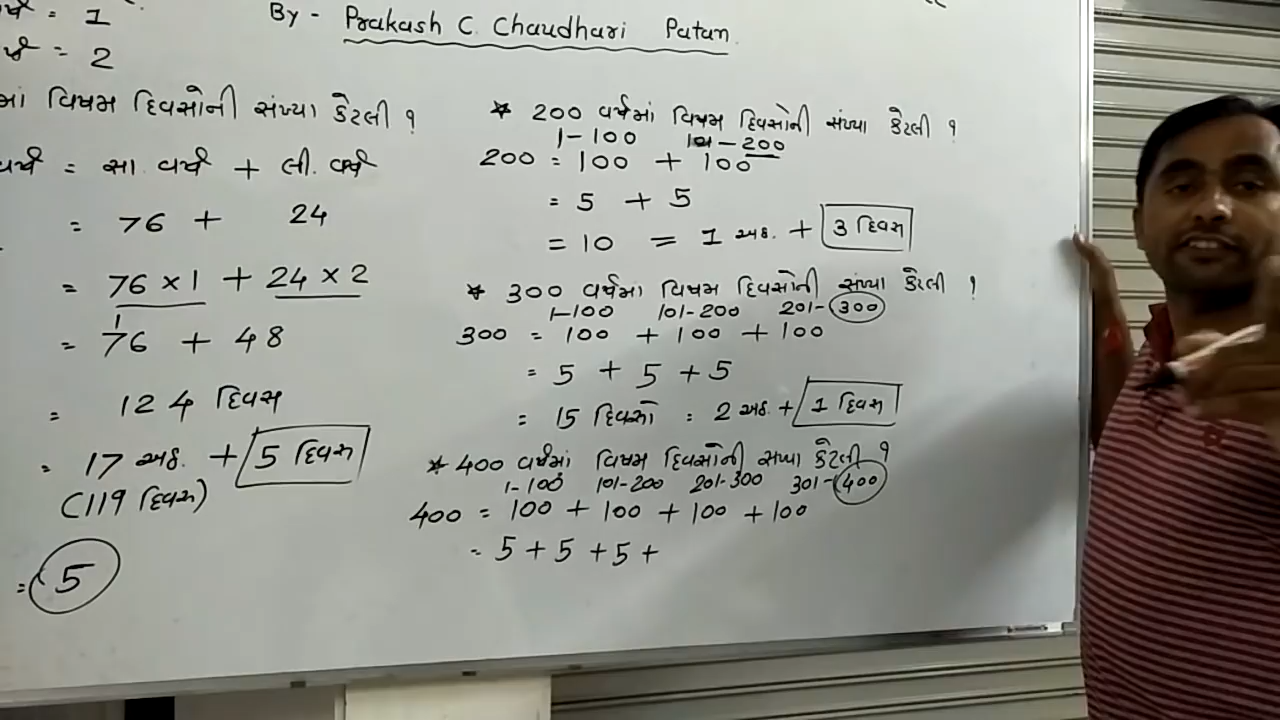 By - Prakash C. Chaudhari Patan
= 1
= 2
માં વિષમ દિવસોની સંખ્યા કેટલી ?
વર્ષ = સા. વર્ષ + લી. વર્ષ
= 76 + 24
= 76 × 1 + 24 × 2
= 76 + 48
= 124 દિવસ
= 17 અઠ. + 5 દિવસ
(119 દિવસ)
= 5
* 200 વર્ષમાં વિષમ દિવસોની સંખ્યા કેટલી ?
1-100 101-200
200 = 100 + 100
= 5 + 5
= 10 = 1 અઠ. + 3 દિવસ
* 300 વર્ષમાં વિષમ દિવસોની સંખ્યા કેટલી ?
1-100 101-200 201-300
300 = 100 + 100 + 100
= 5 + 5 + 5
= 15 દિવસો = 2 અઠ. + 1 દિવસ
* 400 વર્ષમાં વિષમ દિવસોની સંખ્યા કેટલી ?
1-100 101-200 201-300 301-400
400 = 100 + 100 + 100 + 100
= 5 + 5 + 5 +